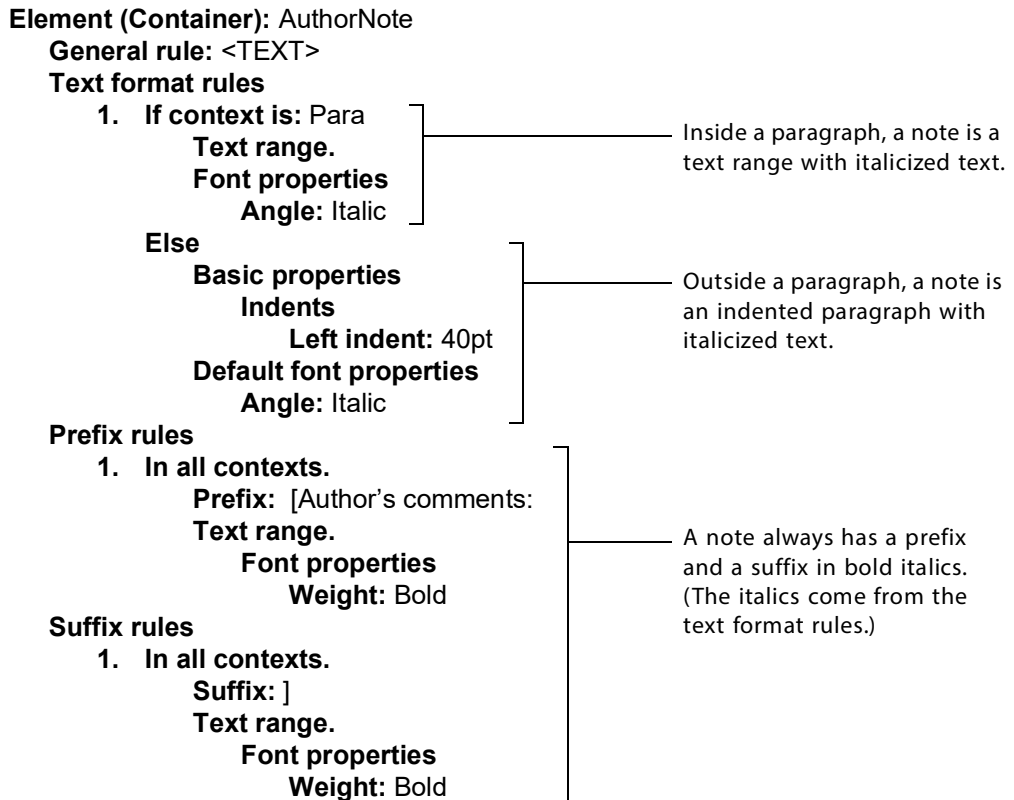 Element (Container): AuthorNote
General rule: <TEXT>
Text format rules
1. If context is: Para
Text range.
Font properties
Angle: Italic
Inside a paragraph, a note is a
text range with italicized text.
Else
Basic properties
Indents
Left indent: 40pt
Default font properties
Angle: Italic
Outside a paragraph, a note is
an indented paragraph with
italicized text.
Prefix rules
1. In all contexts.
Prefix: [Author’s comments:
Text range.
Font properties
Weight: Bold
Suffix rules
1. In all contexts.
Suffix: ]
Text range.
Font properties
Weight: Bold
A note always has a prefix
and a suffix in bold italics.
(The italics come from the
text format rules.)